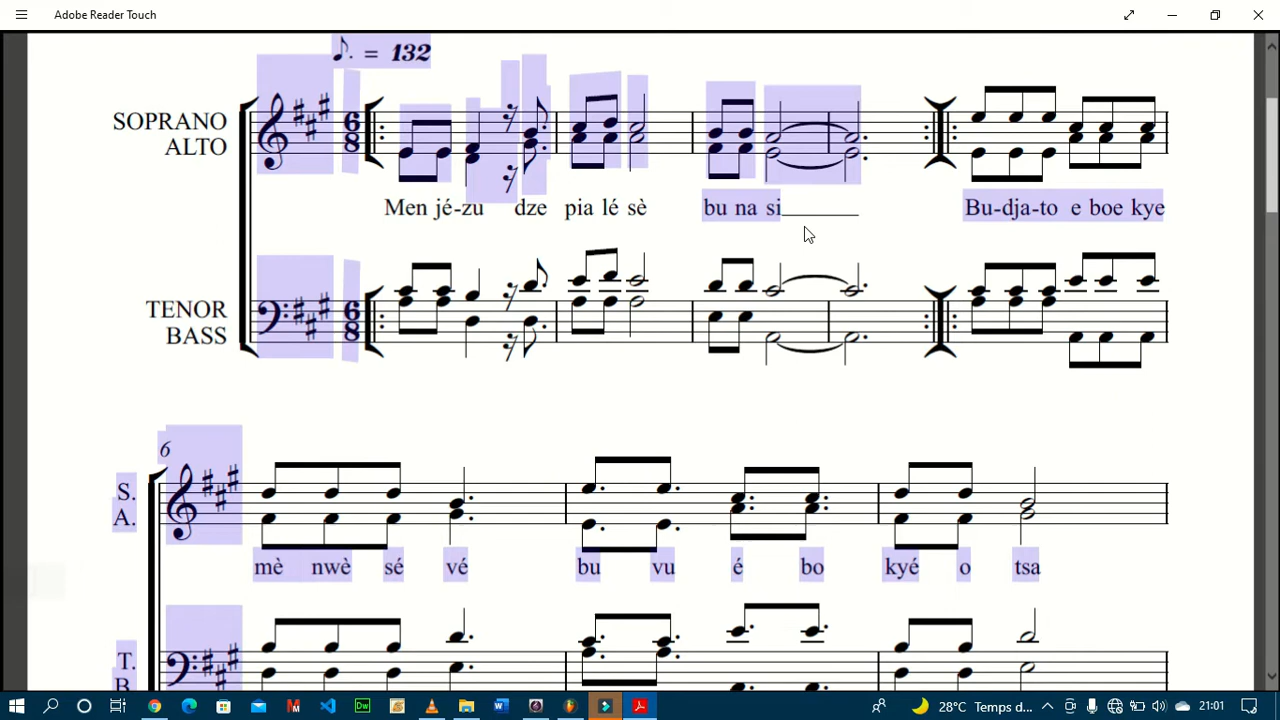 Adobe Reader Touch
♪. = 132
SOPRANO
ALTO
6
8
Men jé-zu dze pia lé sè bu na si______ Bu-dja-to e boe kye
TENOR
BASS
6
8
6
S.
A.
mè nwè sé vé bu vu é bo kyé o tsa
T.
B.
W
Dw
28°C Temps d...
21:01